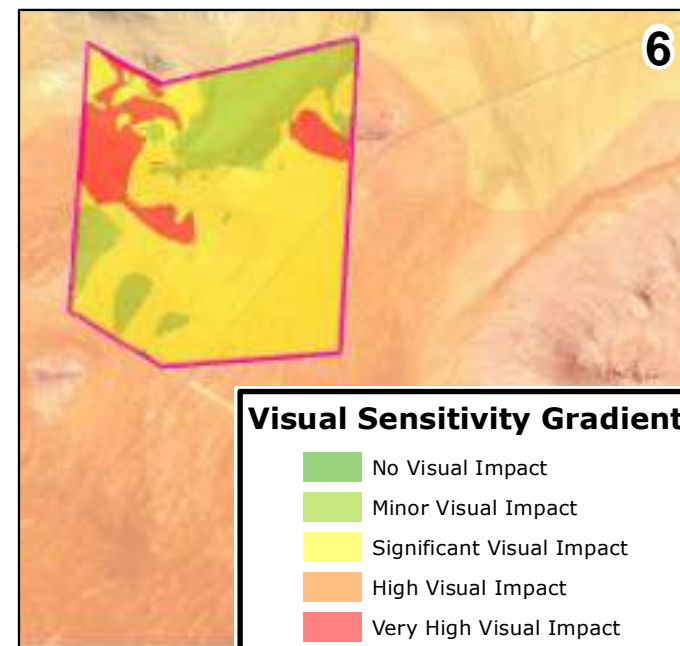 6
Visual Sensitivity Gradient
No Visual Impact
Minor Visual Impact
Significant Visual Impact
High Visual Impact
Very High Visual Impact